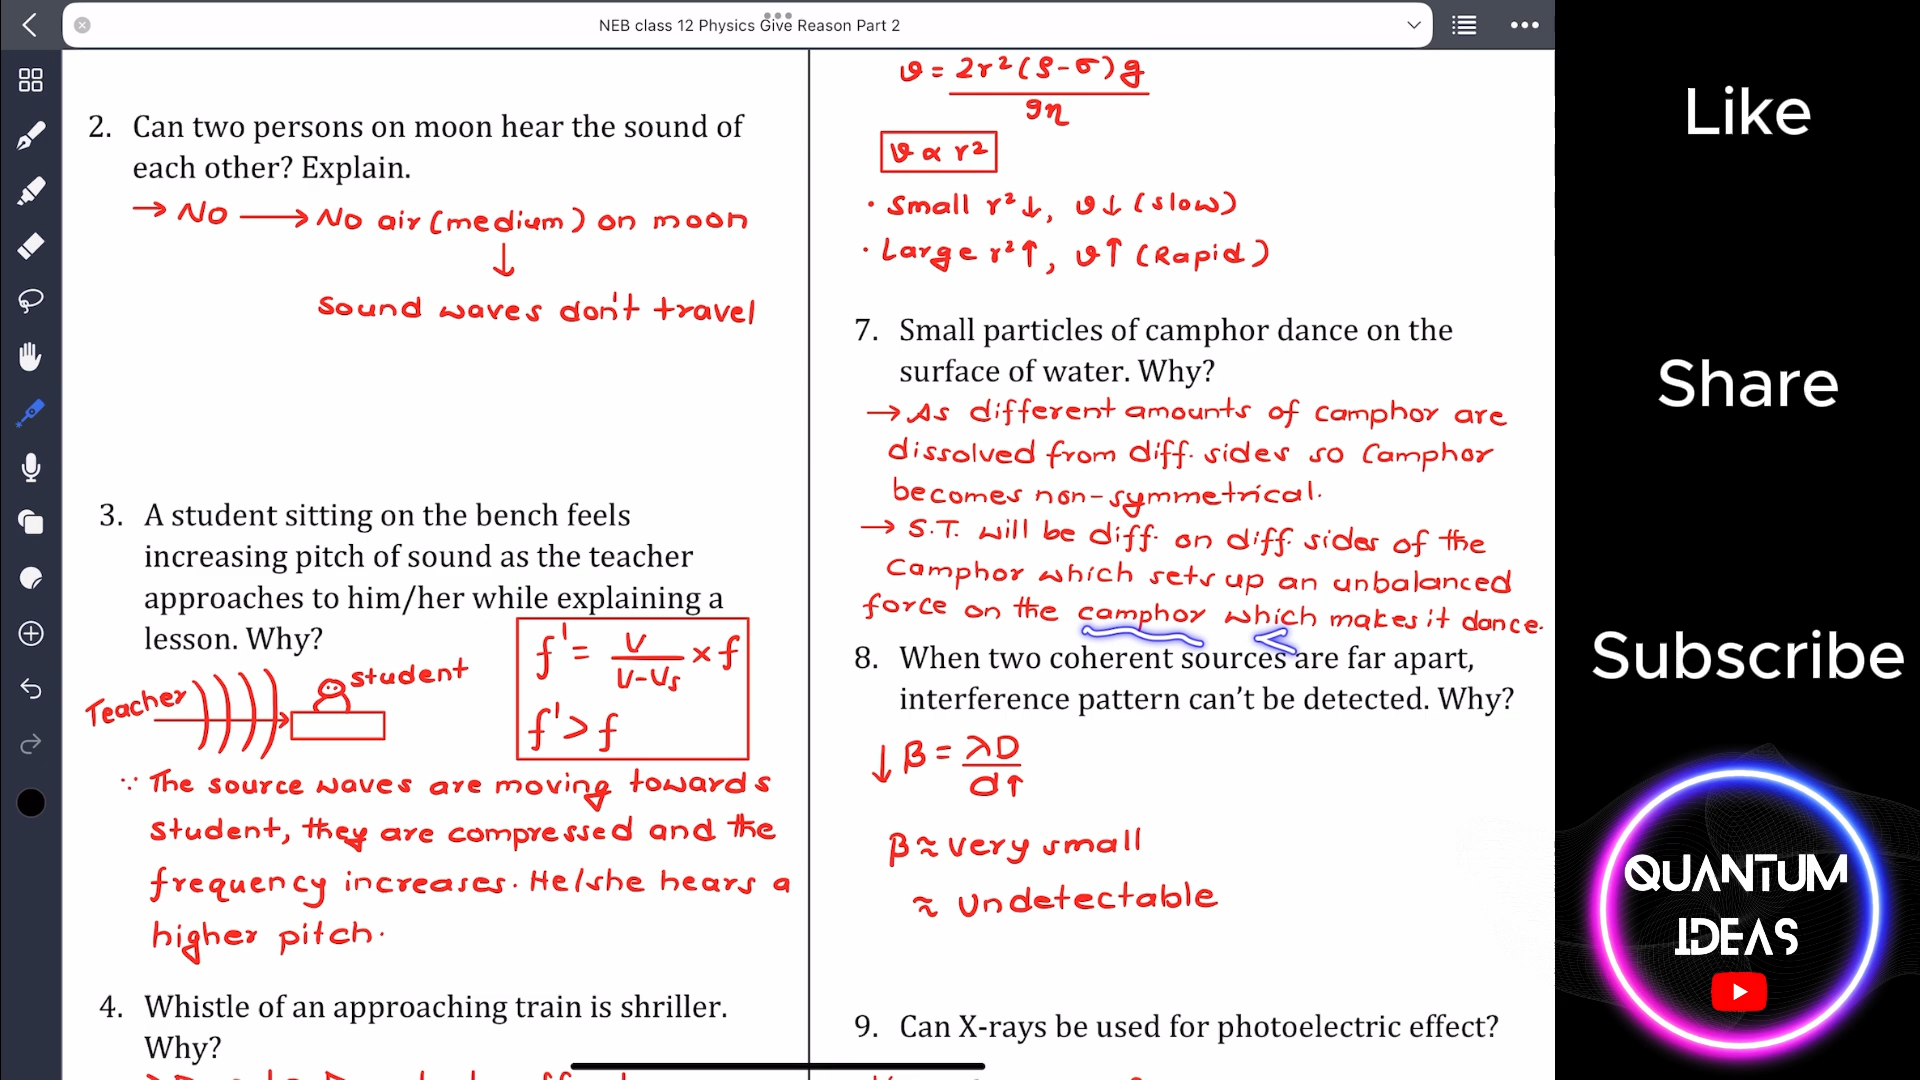 NEB class 12 Physics Give Reason Part 2
2. Can two persons on moon hear the sound of
each other? Explain.
→ No → No air (medium) on moon
↓
Sound waves don't travel
3. A student sitting on the bench feels
increasing pitch of sound as the teacher
approaches to him/her while explaining a
lesson. Why?
Teacher
student
f' = V / V-Vs × f
f' > f
∵ The source waves are moving towards
student, they are compressed and the
frequency increases. He/she hears a
higher pitch.
4. Whistle of an approaching train is shriller.
Why?
v = 2r²(ρ-σ)g / 9η
v ∝ r²
· Small r²↓, v↓ (slow)
· Large r²↑, v↑ (Rapid)
7. Small particles of camphor dance on the
surface of water. Why?
→ As different amounts of camphor are
dissolved from diff. sides so Camphor
becomes non-symmetrical.
→ S.T. will be diff. on diff. sides of the
Camphor which sets up an unbalanced
force on the camphor which makes it dance.
8. When two coherent sources are far apart,
interference pattern can't be detected. Why?
↓ β = λD / d↑
β ≈ very small
≈ undetectable
9. Can X-rays be used for photoelectric effect?
Like
Share
Subscribe
QUANTUM
IDEAS